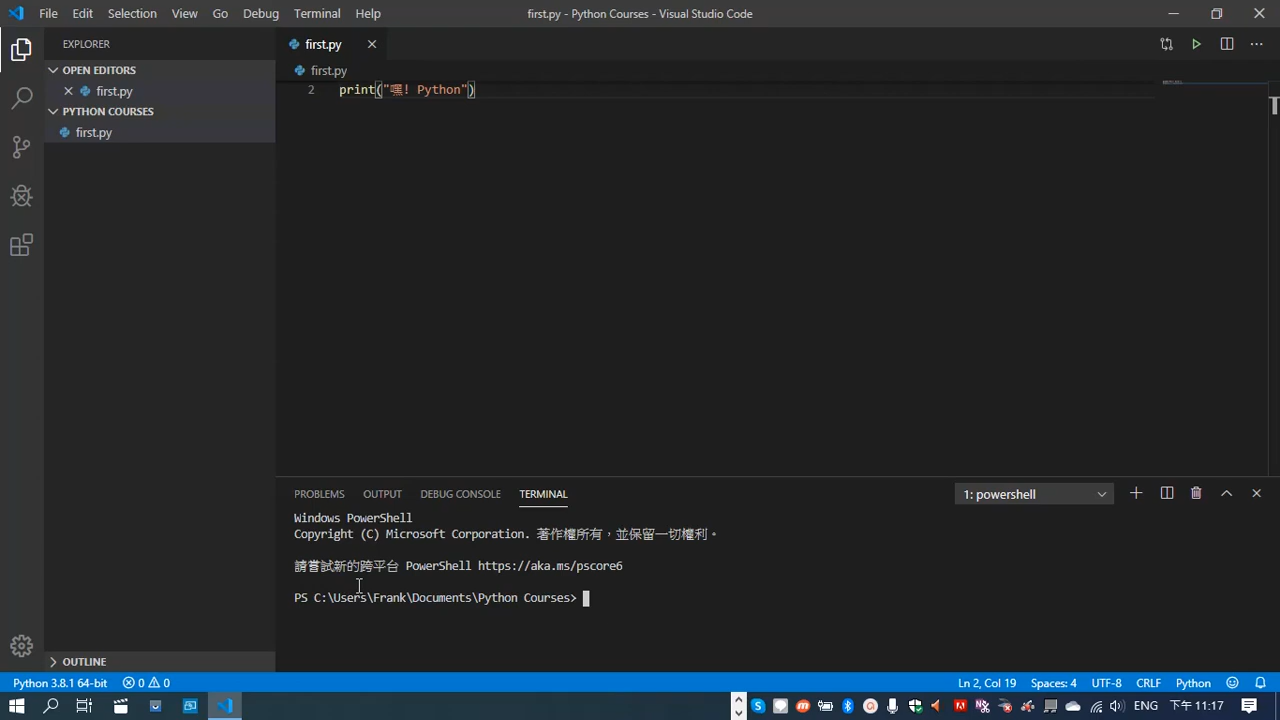 File Edit Selection View Go Debug Terminal Help
first.py - Python Courses - Visual Studio Code
EXPLORER
OPEN EDITORS
first.py
PYTHON COURSES
first.py
OUTLINE
first.py
first.py
2 print("嘿! Python")
PROBLEMS OUTPUT DEBUG CONSOLE TERMINAL
1: powershell
Windows PowerShell
Copyright (C) Microsoft Corporation. 著作權所有，並保留一切權利。
請嘗試新的跨平台 PowerShell https://aka.ms/pscore6
PS C:\Users\Frank\Documents\Python Courses>
Python 3.8.1 64-bit 0 0 Ln 2, Col 19 Spaces: 4 UTF-8 CRLF Python
ENG 下午 11:17